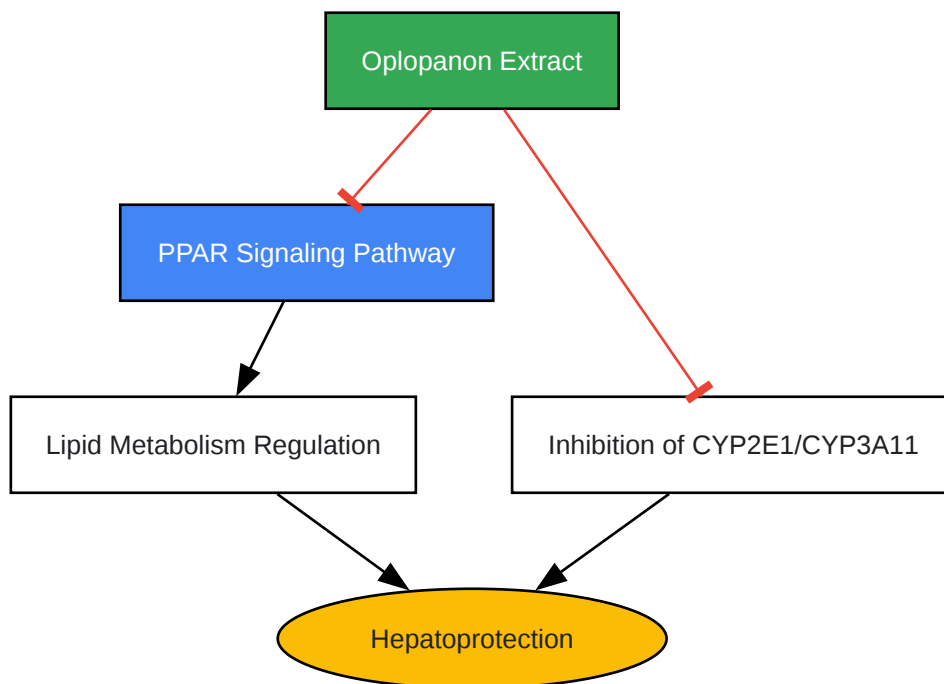 Oplopanon Extract
PPAR Signaling Pathway
Lipid Metabolism Regulation
Inhibition of CYP2E1/CYP3A11
Hepatoprotection